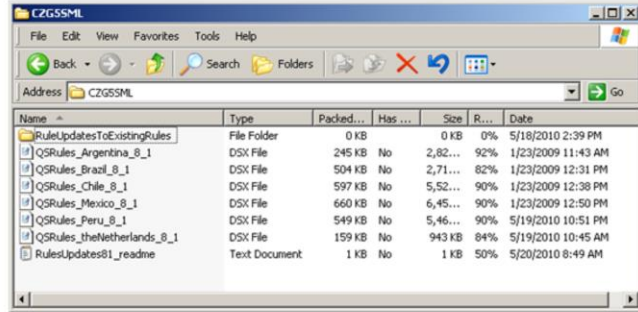 CZG5SML
File Edit View Favorites Tools Help
Back Search Folders
Address CZG5SML Go
Name Type Packed... Has ... Size R... Date
RuleUpdatesToExistingRules File Folder 0 KB 0 KB 0% 5/18/2010 2:39 PM
QSRules_Argentina_8_1 DSX File 245 KB No 2,82... 92% 1/23/2009 11:43 AM
QSRules_Brazil_8_1 DSX File 504 KB No 2,71... 82% 1/23/2009 12:31 PM
QSRules_Chile_8_1 DSX File 597 KB No 5,52... 90% 1/23/2009 12:38 PM
QSRules_Mexico_8_1 DSX File 660 KB No 6,45... 90% 1/23/2009 12:50 PM
QSRules_Peru_8_1 DSX File 549 KB No 5,46... 90% 5/19/2010 10:51 PM
QSRules_theNetherlands_8_1 DSX File 159 KB No 943 KB 84% 5/19/2010 10:45 AM
RulesUpdates81_readme Text Document 1 KB No 1 KB 50% 5/20/2010 8:49 AM